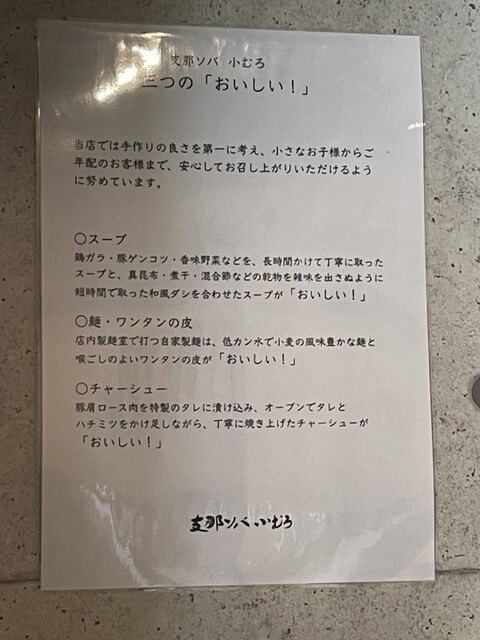 支那ソバ 小むろ
三つの「おいしい！」
当店では手作りの良さを第一に考え、小さなお子様からご
年配のお客様まで、安心してお召し上がりいただけるよう
に努めています。
○スープ
鶏ガラ・豚ゲンコツ・香味野菜などを、長時間かけて丁寧に取った
スープと、真昆布・煮干・混合節などの乾物を雑味を出さぬように
短時間で取った和風ダシを合わせたスープが「おいしい！」
○麺・ワンタンの皮
店内製麺室で打つ自家製麺は、低カン水で小麦の風味豊かな麺と
喉ごしのよいワンタンの皮が「おいしい！」
○チャーシュー
豚肩ロース肉を特製のタレに漬け込み、オーブンでタレと
ハチミツをかけ足しながら、丁寧に焼き上げたチャーシューが
「おいしい！」
支那ソバ 小むろ